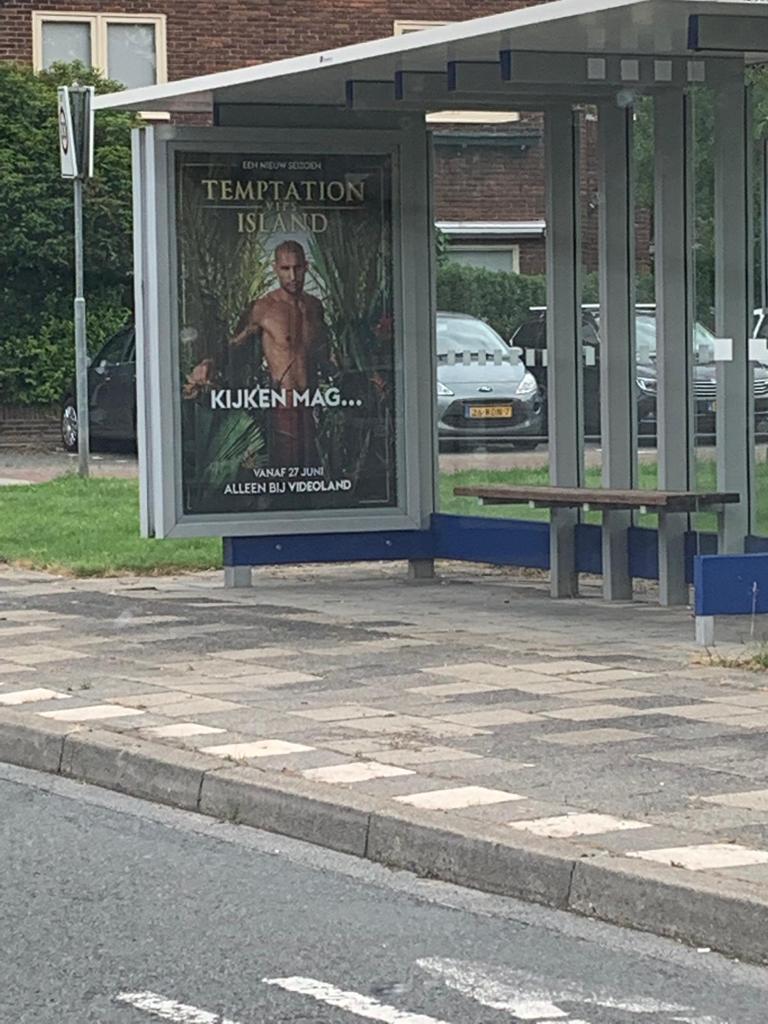 EEN NIEUW SEIZOEN
TEMPTATION
VIPS
ISLAND
KIJKEN MAG...
VANAF 27 JUNI
ALLEEN BIJ VIDEOLAND